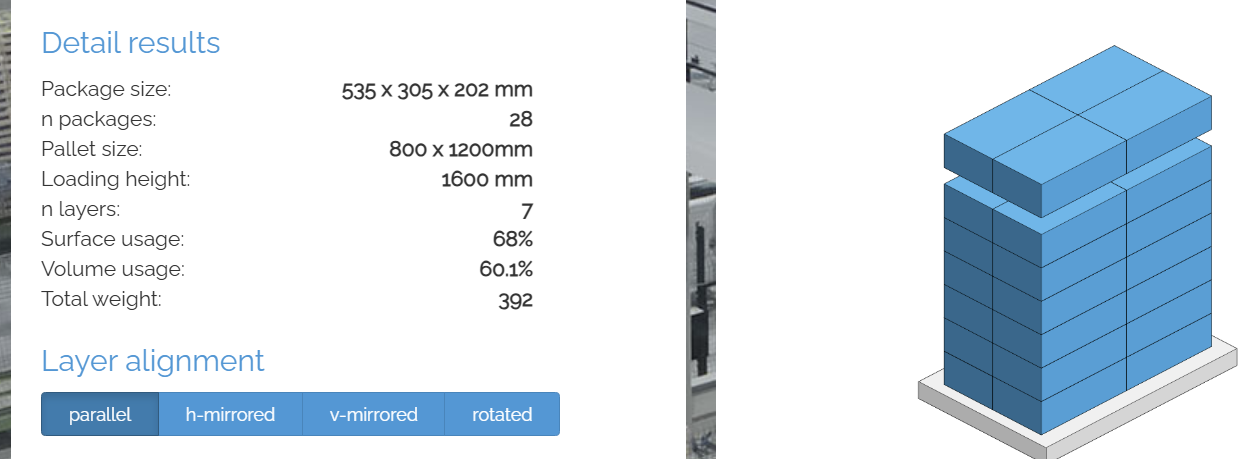 Detail results
Package size: 535 x 305 x 202 mm
n packages: 28
Pallet size: 800 x 1200mm
Loading height: 1600 mm
n layers: 7
Surface usage: 68%
Volume usage: 60.1%
Total weight: 392
Layer alignment
parallel h-mirrored v-mirrored rotated